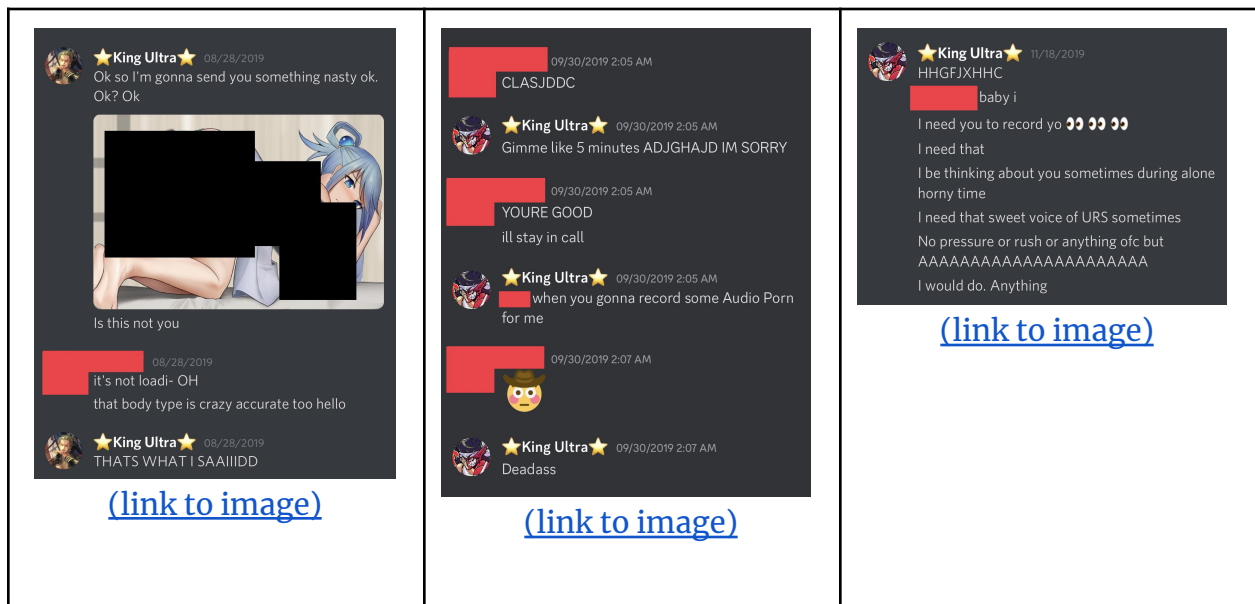 ⭐King Ultra⭐ 08/28/2019
Ok so I'm gonna send you something nasty ok.
Ok? Ok
Is this not you
08/28/2019
it's not loadi- OH
that body type is crazy accurate too hello
⭐King Ultra⭐ 08/28/2019
THATS WHAT I SAAIIIDD
(link to image)
09/30/2019 2:05 AM
CLASJDDC
⭐King Ultra⭐ 09/30/2019 2:05 AM
Gimme like 5 minutes ADJGHAJD IM SORRY
09/30/2019 2:05 AM
YOURE GOOD
ill stay in call
⭐King Ultra⭐ 09/30/2019 2:05 AM
when you gonna record some Audio Porn
for me
09/30/2019 2:07 AM
🤠😳
⭐King Ultra⭐ 09/30/2019 2:07 AM
Deadass
(link to image)
⭐King Ultra⭐ 11/18/2019
HHGFJXHHC
baby i
I need you to record yo 👀 👀 👀
I need that
I be thinking about you sometimes during alone
horny time
I need that sweet voice of URS sometimes
No pressure or rush or anything ofc but
AAAAAAAAAAAAAAAAAAAAAA
I would do. Anything
(link to image)